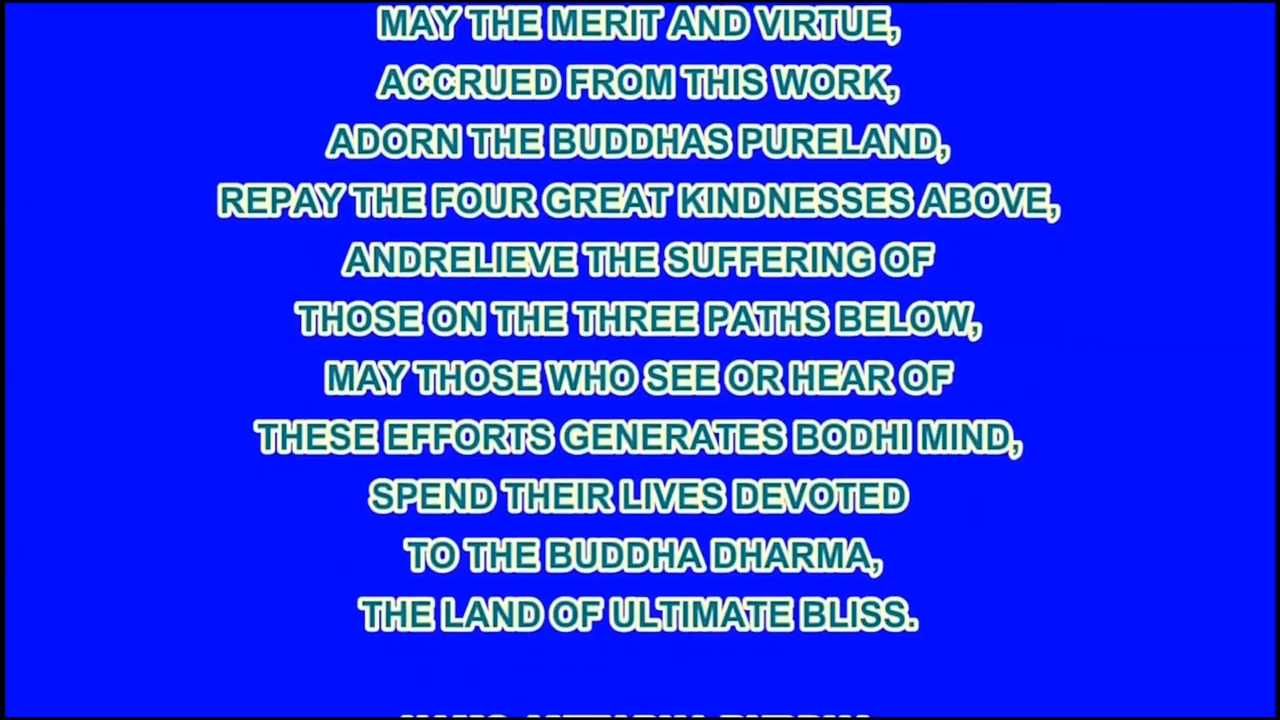 MAY THE MERIT AND VIRTUE,
ACCRUED FROM THIS WORK,
ADORN THE BUDDHAS PURELAND,
REPAY THE FOUR GREAT KINDNESSES ABOVE,
ANDRELIEVE THE SUFFERING OF
THOSE ON THE THREE PATHS BELOW,
MAY THOSE WHO SEE OR HEAR OF
THESE EFFORTS GENERATES BODHI MIND,
SPEND THEIR LIVES DEVOTED
TO THE BUDDHA DHARMA,
THE LAND OF ULTIMATE BLISS.